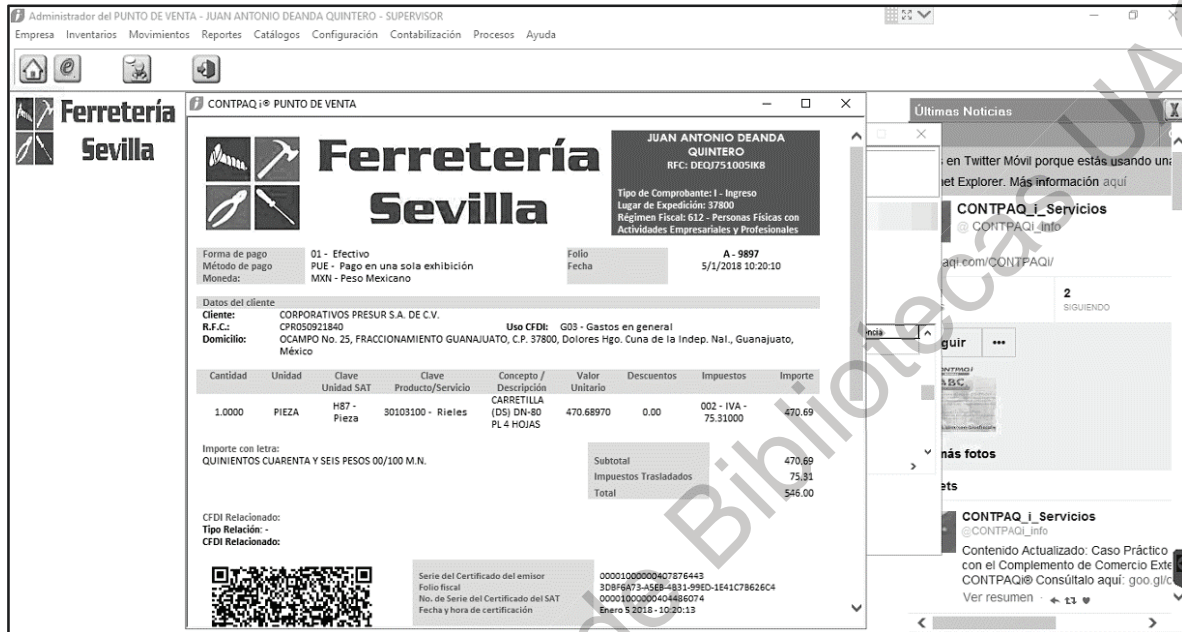 Administrador del PUNTO DE VENTA - JUAN ANTONIO DEANDA QUINTERO - SUPERVISOR
Empresa Inventarios Movimientos Reportes Catálogos Configuración Contabilización Procesos Ayuda
Ferretería
Sevilla
CONTPAQ i® PUNTO DE VENTA
Ferretería
Sevilla
JUAN ANTONIO DEANDA
QUINTERO
RFC: DEQJ751005IK8
Tipo de Comprobante: I - Ingreso
Lugar de Expedición: 37800
Régimen Fiscal: 612 - Personas Físicas con
Actividades Empresariales y Profesionales
Forma de pago 01 - Efectivo Folio A - 9897
Método de pago PUE - Pago en una sola exhibición Fecha 5/1/2018 10:20:10
Moneda: MXN - Peso Mexicano
Datos del cliente
Cliente: CORPORATIVOS PRESUR S.A. DE C.V.
R.F.C.: CPR050921840 Uso CFDI: G03 - Gastos en general
Domicilio: OCAMPO No. 25, FRACCIONAMIENTO GUANAJUATO, C.P. 37800, Dolores Hgo. Cuna de la Indep. Nal., Guanajuato,
México
Cantidad Unidad Clave Unidad SAT Clave Producto/Servicio Concepto / Descripción Valor Unitario Descuentos Impuestos Importe
1.0000 PIEZA H87 - Pieza 30103100 - Rieles CARRETILLA (DS) DN-80 PL 4 HOJAS 470.68970 0.00 002 - IVA - 75.31000 470.69
Importe con letra:
QUINIENTOS CUARENTA Y SEIS PESOS 00/100 M.N.
Subtotal 470.69
Impuestos Trasladados 75.31
Total 546.00
CFDI Relacionado:
Tipo Relación: -
CFDI Relacionado:
Serie del Certificado del emisor 00001000000407876443
Folio fiscal 3DBF6A73-A5EB-4B31-99ED-1E41C7B626C4
No. de Serie del Certificado del SAT 00001000000404486074
Fecha y hora de certificación Enero 5 2018 - 10:20:13
Últimas Noticias
en Twitter Móvil porque estás usando una
net Explorer. Más información aquí
CONTPAQ_i_Servicios
@ CONTPAQi_Info
aqi.com/CONTPAQi/
2
SIGUIENDO
encia
guir •••
ABC
más fotos
ets
CONTPAQ_i_Servicios
@CONTPAQi_info
Contenido Actualizado: Caso Práctico
con el Complemento de Comercio Exte
CONTPAQi® Consúltalo aquí: goo.gl/c
Ver resumen
do Bibliotecas UAG